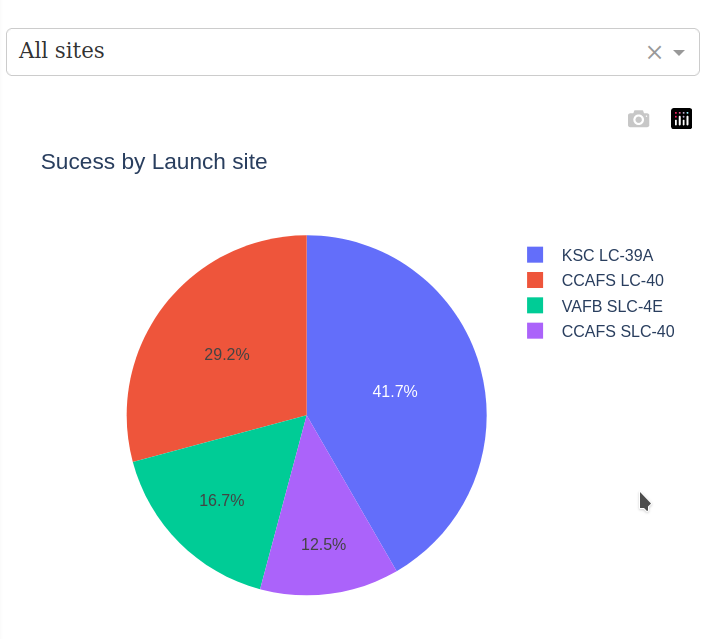 All sites
Sucess by Launch site
KSC LC-39A
CCAFS LC-40
VAFB SLC-4E
CCAFS SLC-40
29.2%
41.7%
16.7%
12.5%